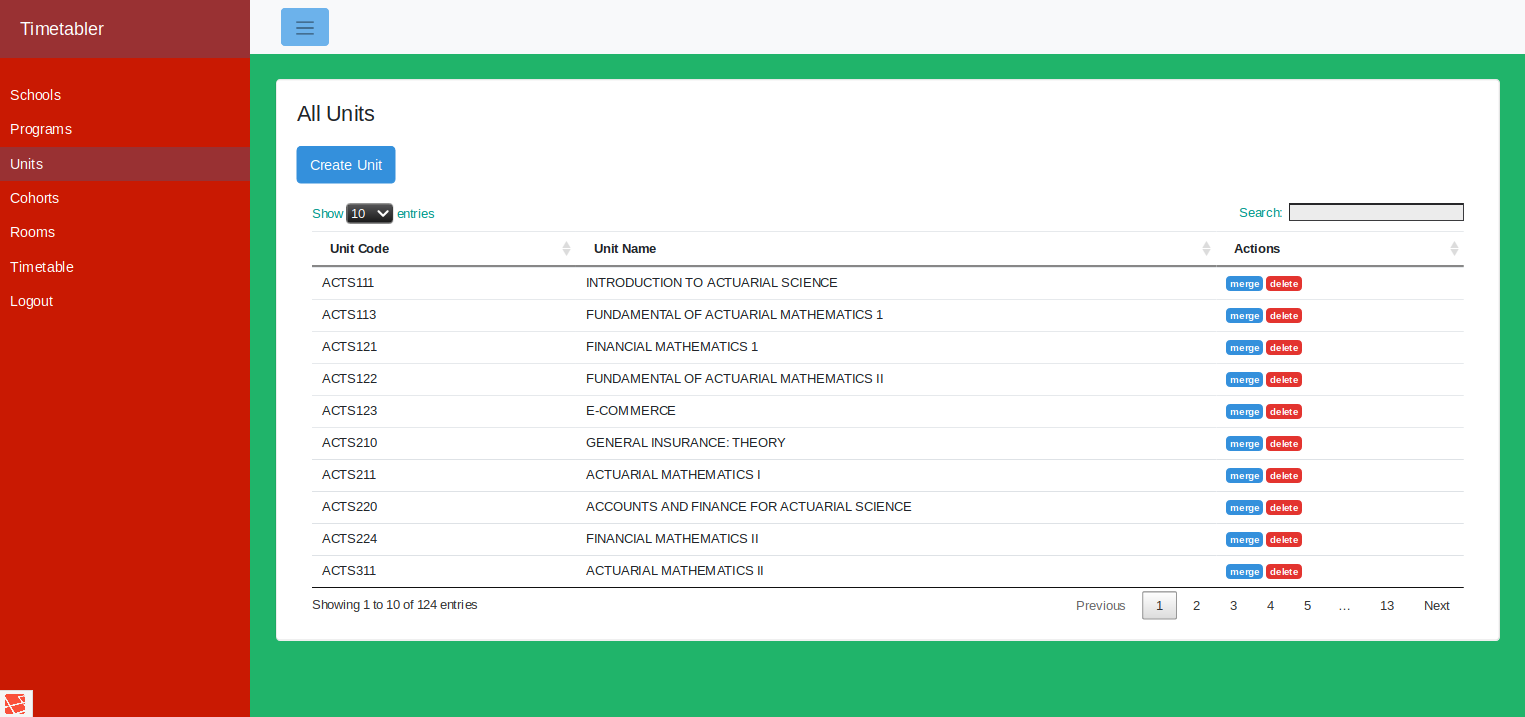 Timetabler
Schools
Programs
Units
Cohorts
Rooms
Timetable
Logout
All Units
Create Unit
Show 10 entries
Search:
Unit Code Unit Name Actions
ACTS111 INTRODUCTION TO ACTUARIAL SCIENCE merge delete
ACTS113 FUNDAMENTAL OF ACTUARIAL MATHEMATICS 1 merge delete
ACTS121 FINANCIAL MATHEMATICS 1 merge delete
ACTS122 FUNDAMENTAL OF ACTUARIAL MATHEMATICS II merge delete
ACTS123 E-COMMERCE merge delete
ACTS210 GENERAL INSURANCE: THEORY merge delete
ACTS211 ACTUARIAL MATHEMATICS I merge delete
ACTS220 ACCOUNTS AND FINANCE FOR ACTUARIAL SCIENCE merge delete
ACTS224 FINANCIAL MATHEMATICS II merge delete
ACTS311 ACTUARIAL MATHEMATICS II merge delete
Showing 1 to 10 of 124 entries
Previous 1 2 3 4 5 … 13 Next